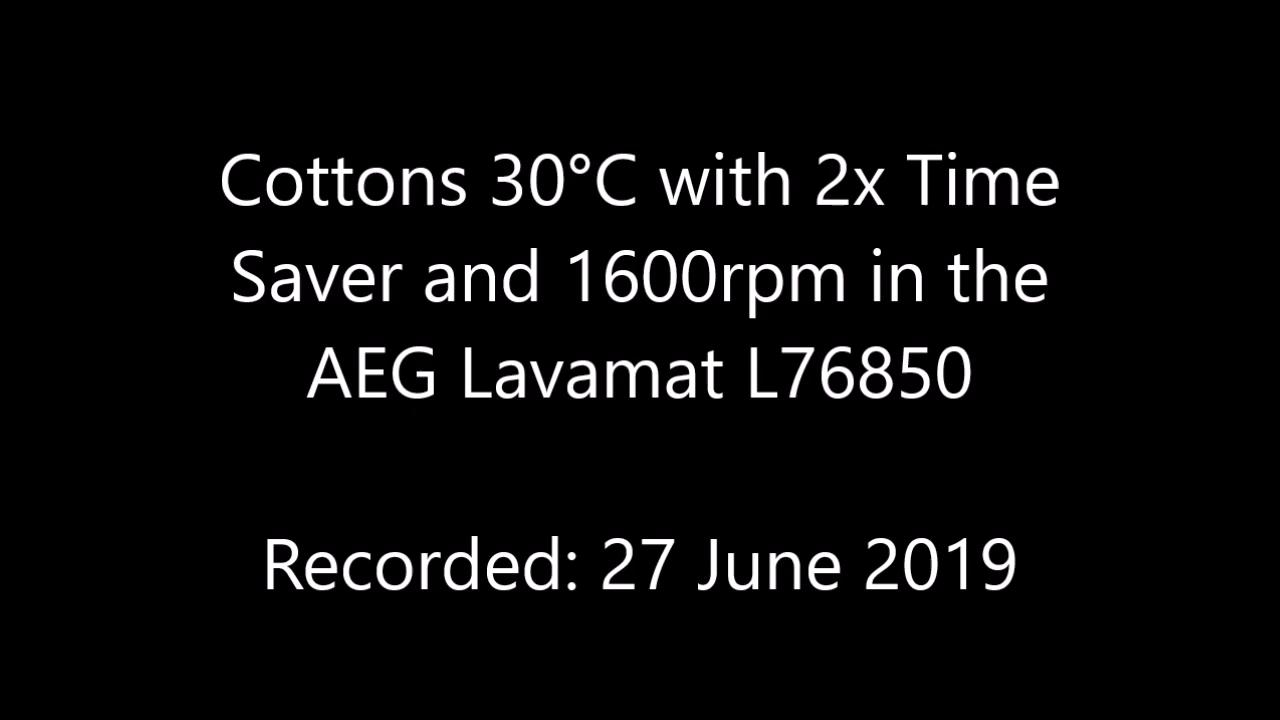 Cottons 30°C with 2x Time
Saver and 1600rpm in the
AEG Lavamat L76850
Recorded: 27 June 2019